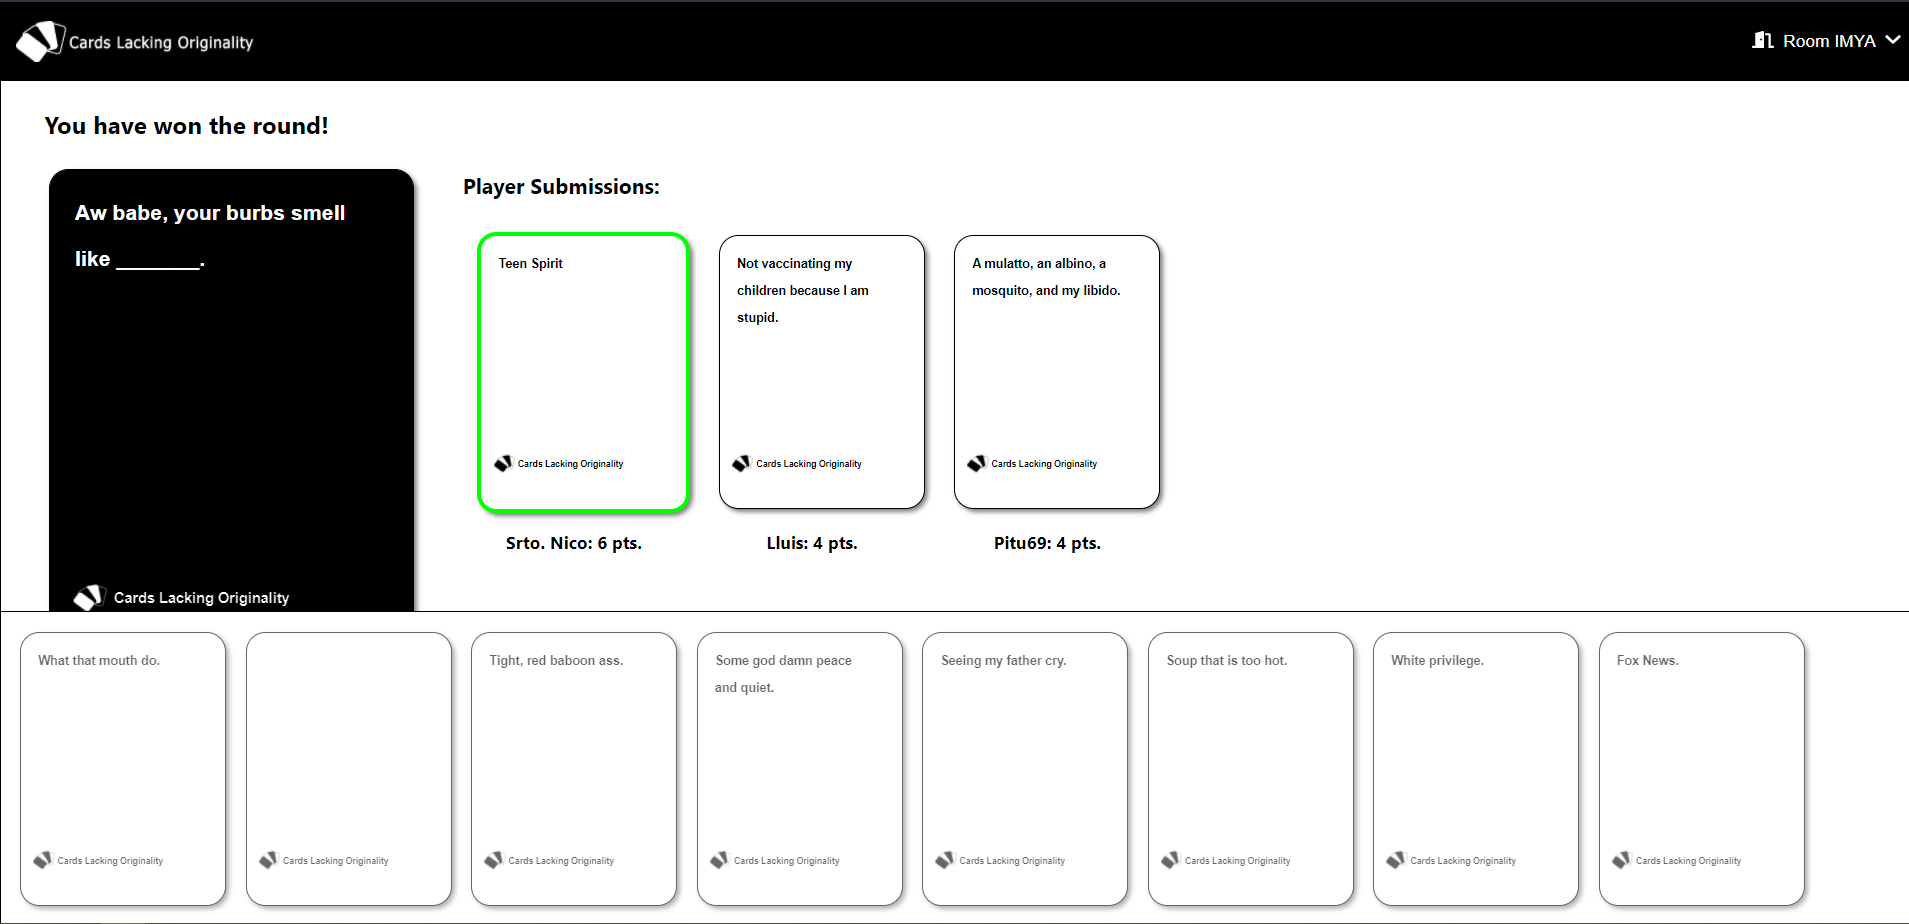 Cards Lacking Originality
Room IMYA
You have won the round!
Aw babe, your burbs smell
like ________.
Cards Lacking Originality
Player Submissions:
Teen Spirit
Cards Lacking Originality
Srto. Nico: 6 pts.
Not vaccinating my
children because I am
stupid.
Cards Lacking Originality
Lluis: 4 pts.
A mulatto, an albino, a
mosquito, and my libido.
Cards Lacking Originality
Pitu69: 4 pts.
What that mouth do.
Cards Lacking Originality
Cards Lacking Originality
Tight, red baboon ass.
Cards Lacking Originality
Some god damn peace
and quiet.
Cards Lacking Originality
Seeing my father cry.
Cards Lacking Originality
Soup that is too hot.
Cards Lacking Originality
White privilege.
Cards Lacking Originality
Fox News.
Cards Lacking Originality